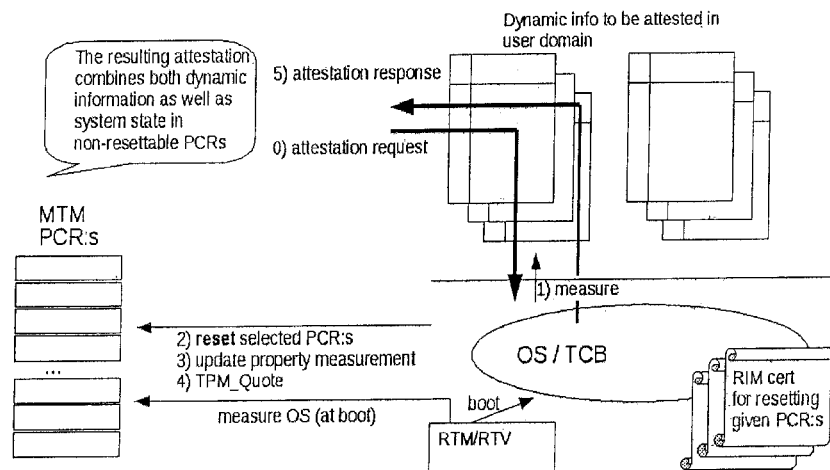 Dynamic info to be attested in
user domain
The resulting attestation
combines both dynamic
information as well as
system state in
non-resettable PCRs
5) attestation response
0) attestation request
MTM
PCR:s
1) measure
2) reset selected PCR:s
3) update property measurement
4) TPM_Quote
...
OS / TCB
RIM cert
for resetting
given PCR:s
measure OS (at boot)
boot
RTM/RTV